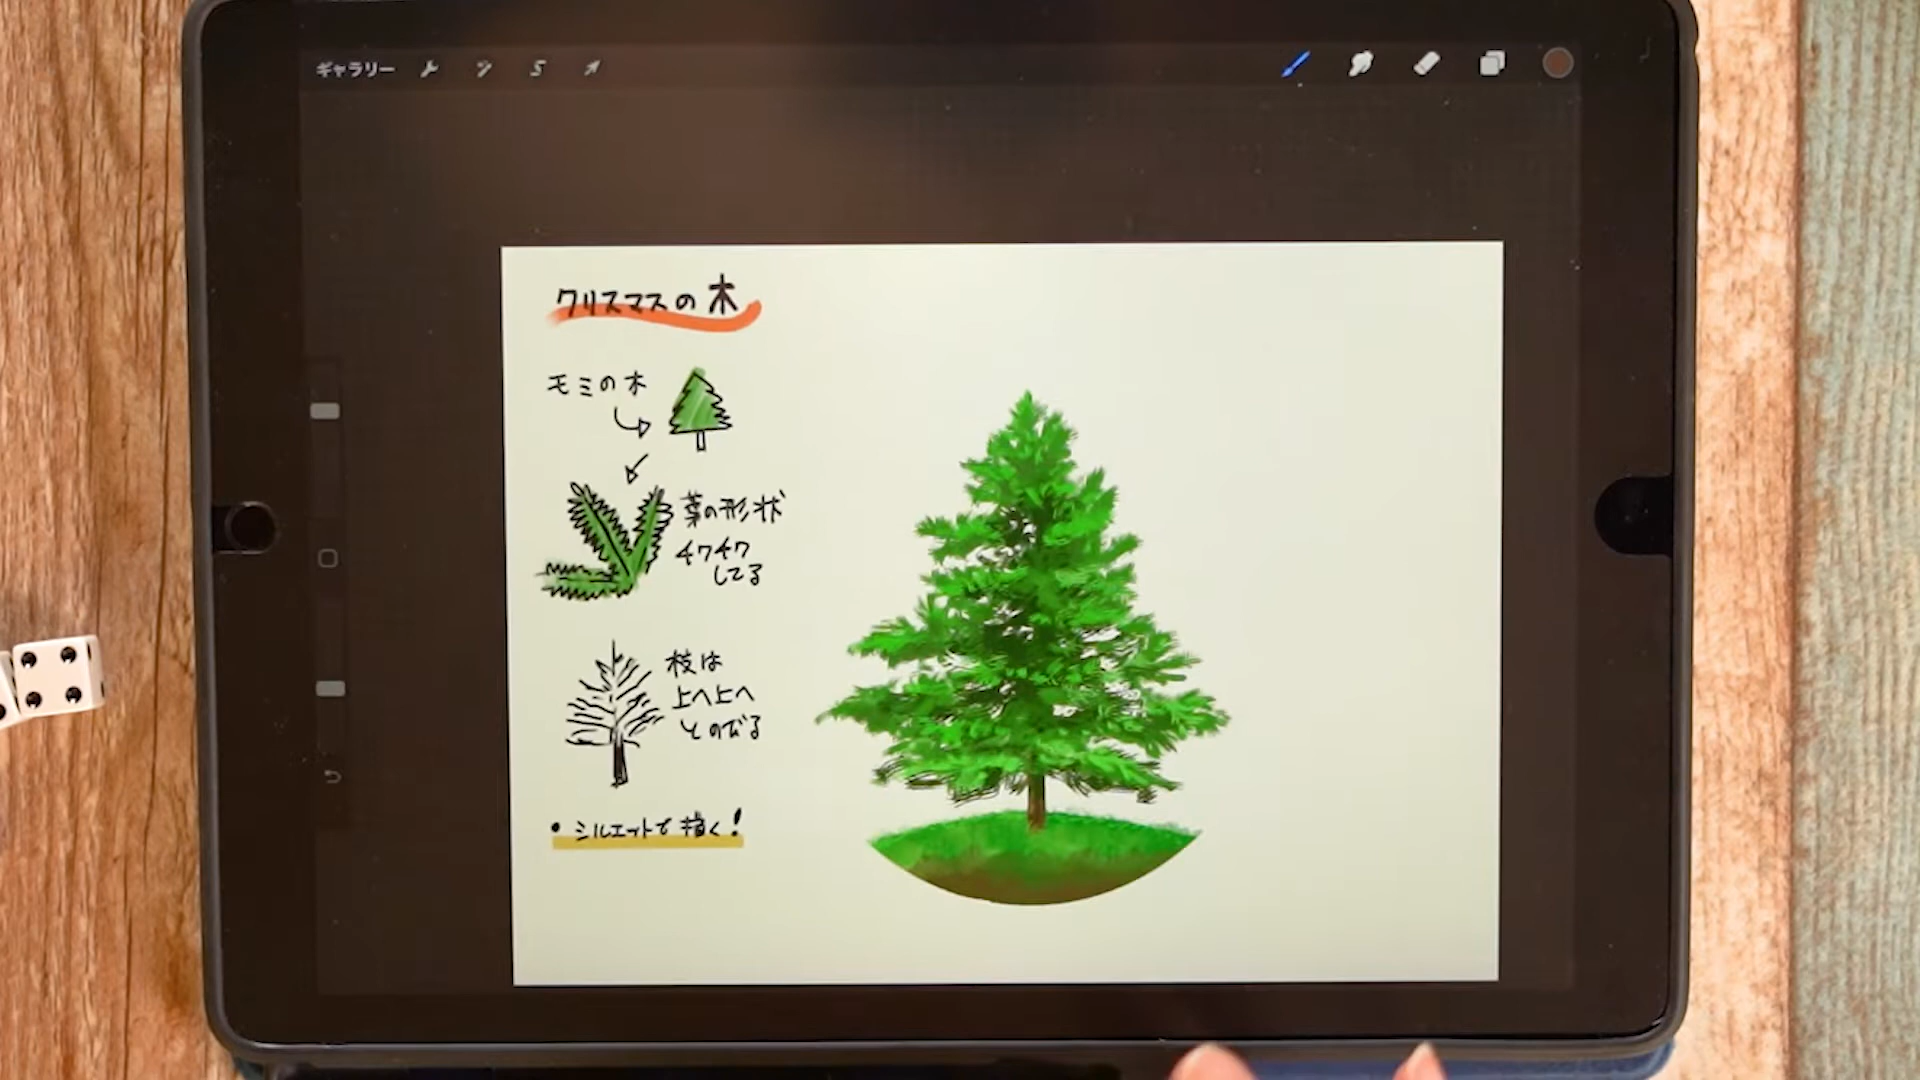 ギャラリー
クリスマスの木
モミの木
葉の形状
チクチク
してる
枝は
上へ上へ
とのびる
・シルエットで描く!